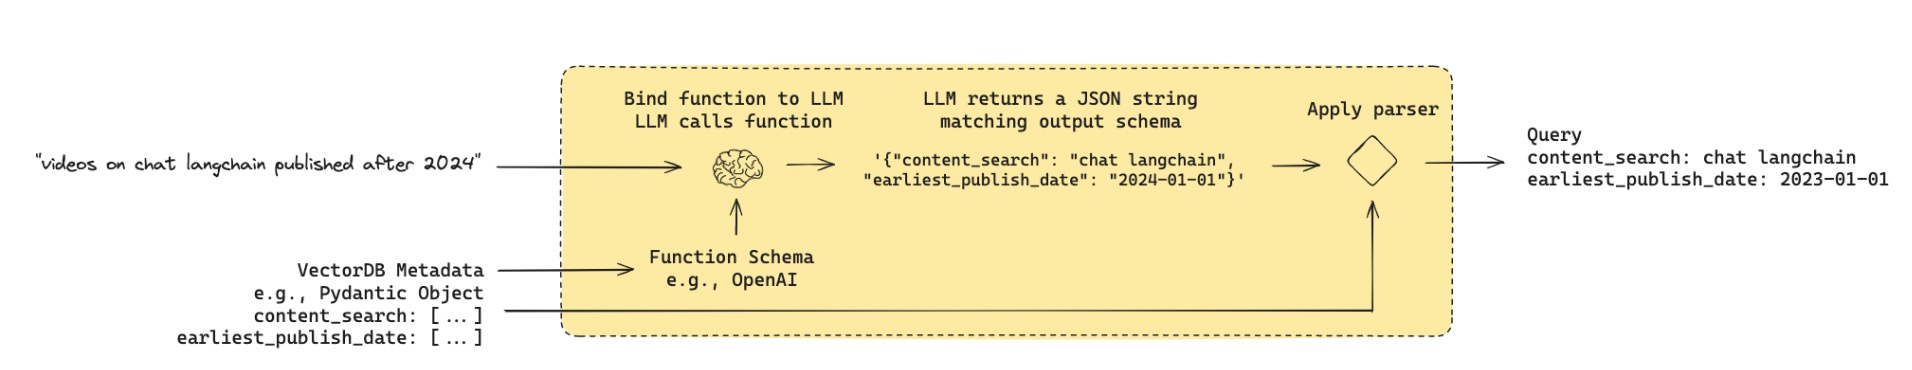 "videos on chat langchain published after 2024"
VectorDB Metadata
e.g., Pydantic Object
content_search: [...]
earliest_publish_date: [...]
Bind function to LLM
LLM calls function
Function Schema
e.g., OpenAI
LLM returns a JSON string
matching output schema
'{"content_search": "chat langchain",
"earliest_publish_date": "2024-01-01"}'
Apply parser
Query
content_search: chat langchain
earliest_publish_date: 2023-01-01